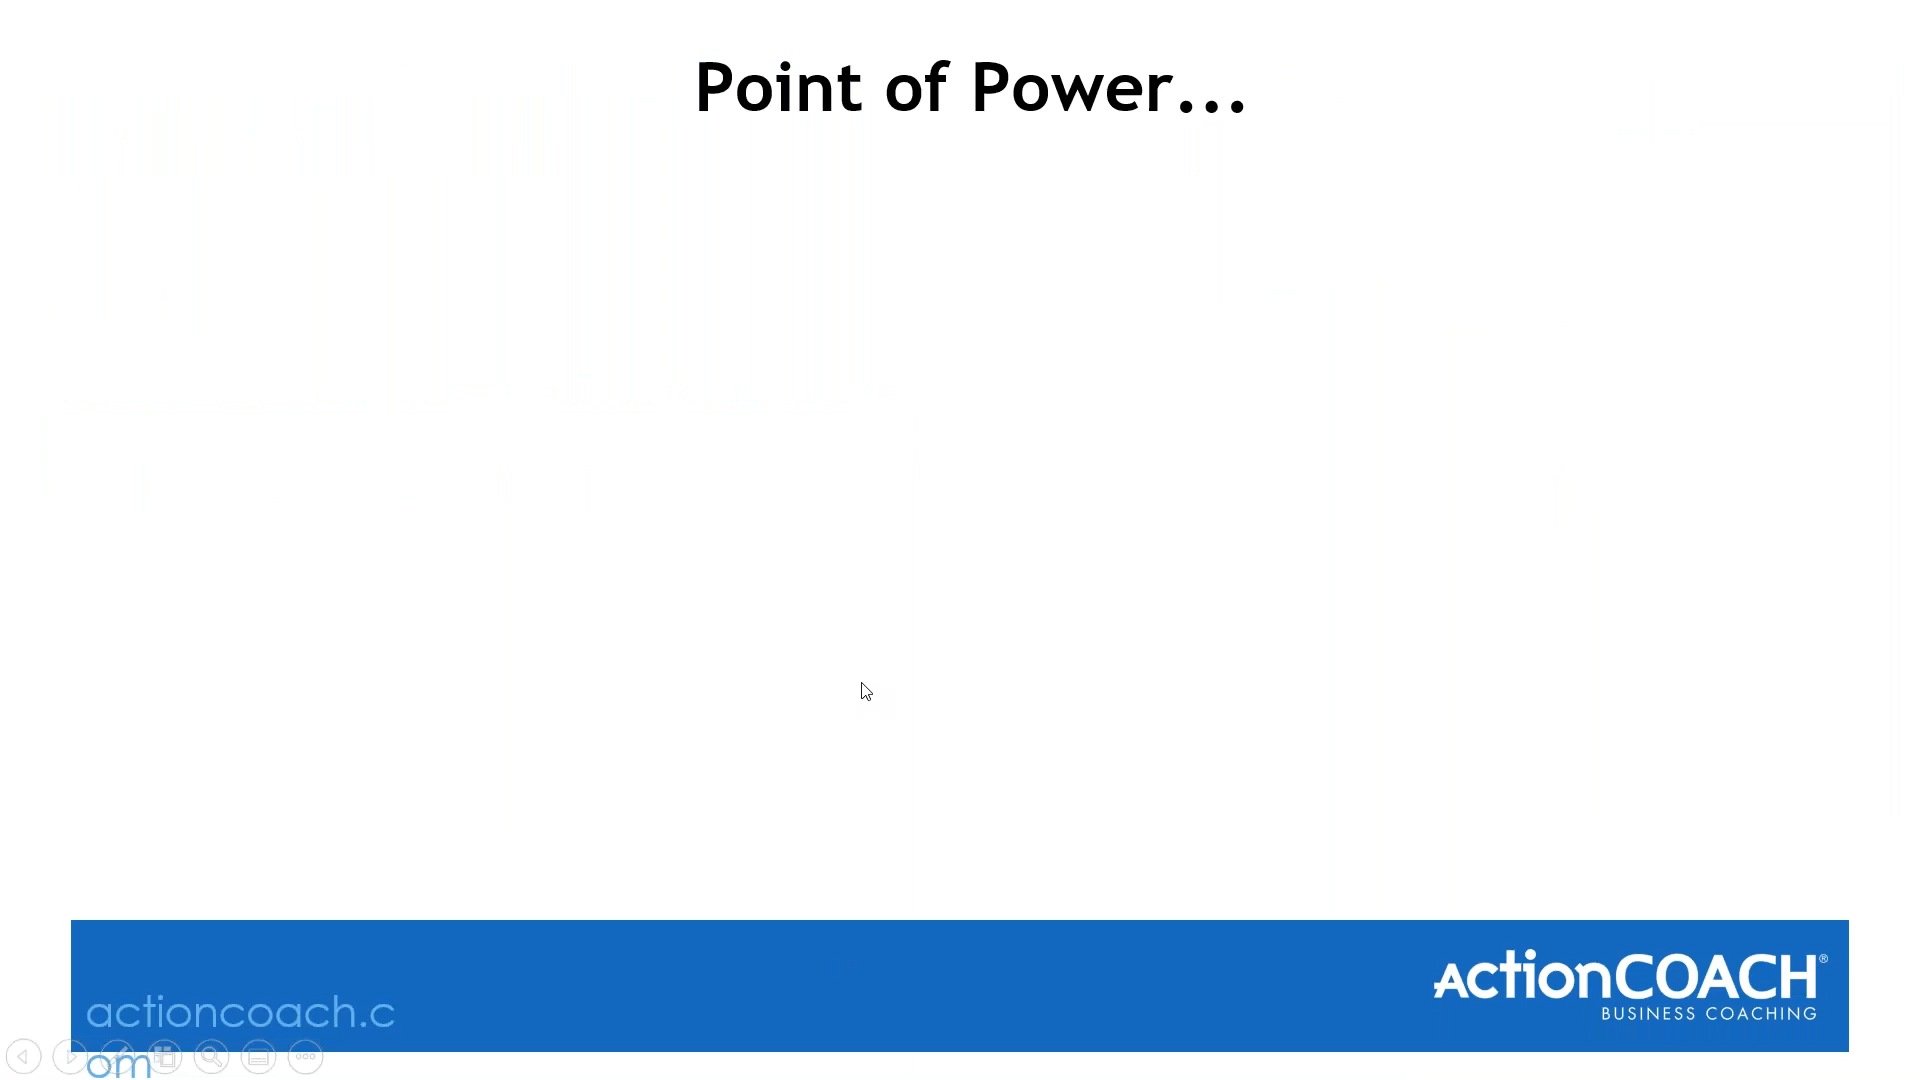 Point of Power...
ActionCOACH®
BUSINESS COACHING
actioncoach.c
om